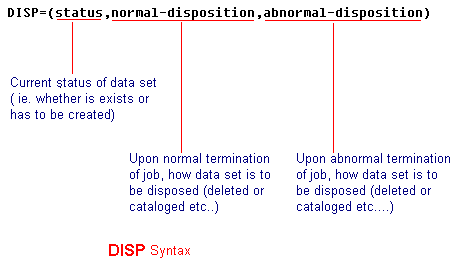 DISP=(status,normal-disposition,abnormal-disposition)
Current status of data set
( ie. whether is exists or
has to be created)
Upon normal termination
of job, how data set is to
be disposed (deleted or
cataloged etc..)
Upon abnormal termination
of job, how data set is to
be disposed (deleted or
cataloged etc....)
DISP Syntax